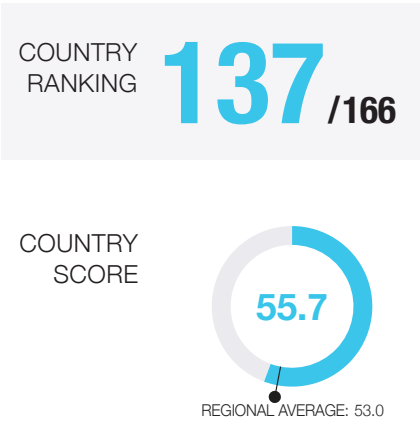 COUNTRY
RANKING
137/166
COUNTRY
SCORE
55.7
REGIONAL AVERAGE: 53.0